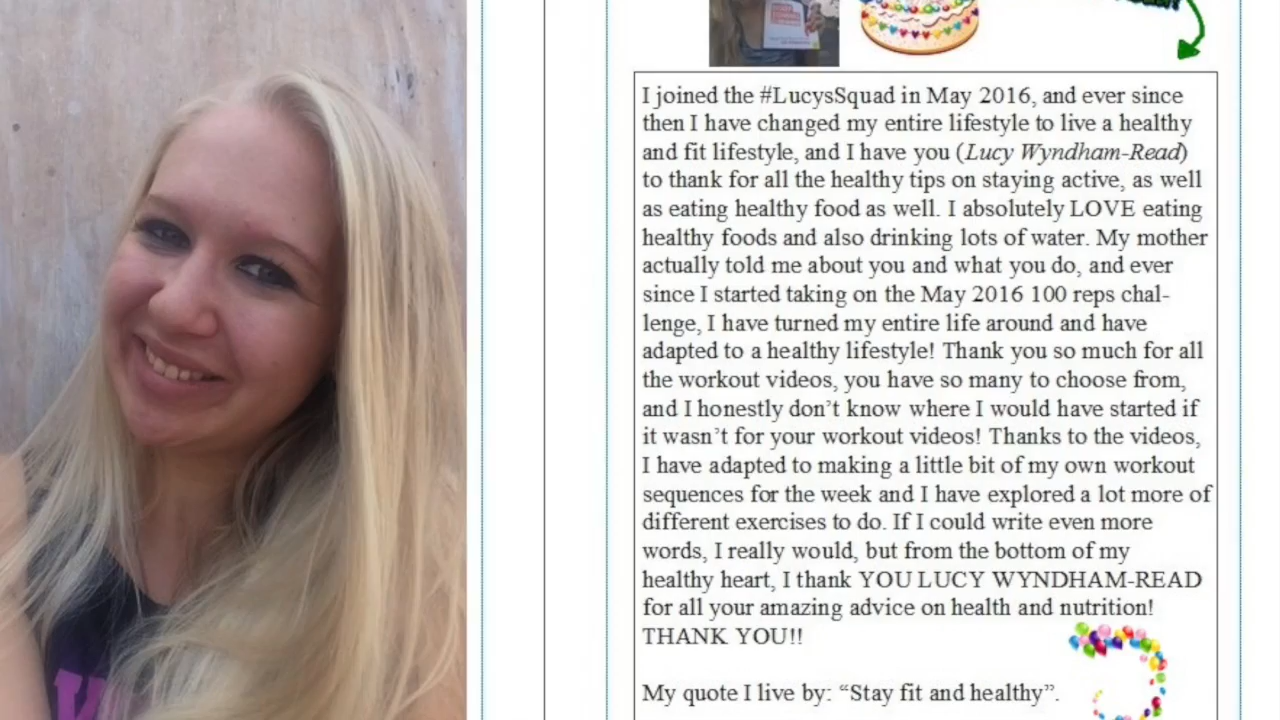 I joined the #LucysSquad in May 2016, and ever since
then I have changed my entire lifestyle to live a healthy
and fit lifestyle, and I have you (Lucy Wyndham-Read)
to thank for all the healthy tips on staying active, as well
as eating healthy food as well. I absolutely LOVE eating
healthy foods and also drinking lots of water. My mother
actually told me about you and what you do, and ever
since I started taking on the May 2016 100 reps chal-
lenge, I have turned my entire life around and have
adapted to a healthy lifestyle! Thank you so much for all
the workout videos, you have so many to choose from,
and I honestly don’t know where I would have started if
it wasn’t for your workout videos! Thanks to the videos,
I have adapted to making a little bit of my own workout
sequences for the week and I have explored a lot more of
different exercises to do. If I could write even more
words, I really would, but from the bottom of my
healthy heart, I thank YOU LUCY WYNDHAM-READ
for all your amazing advice on health and nutrition!
THANK YOU!!
My quote I live by: “Stay fit and healthy”.